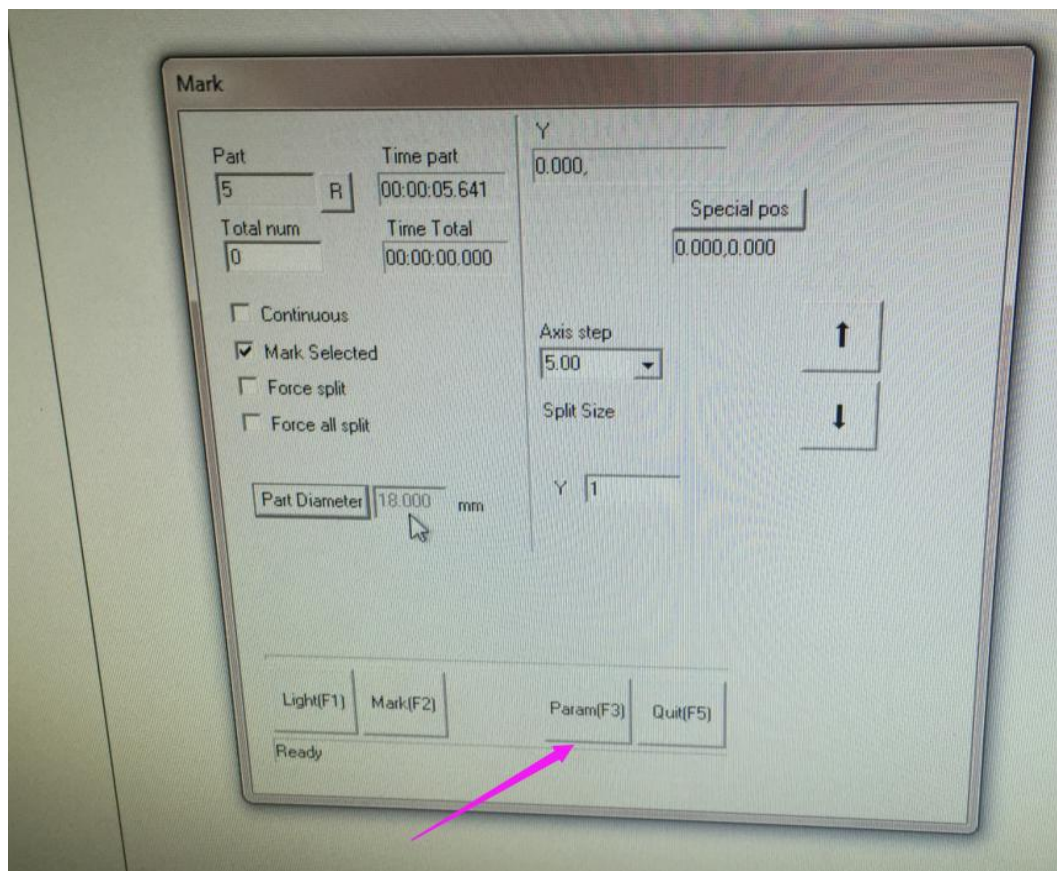 Mark
Part Time part
5 R 00:00:05.641
Total num Time Total
0 00:00:00.000
Continuous
Mark Selected
Force split
Force all split
Part Diameter 18.000 mm
Y
0.000,
Special pos
0.000,0.000
Axis step
5.00
Split Size
Y 1
Light(F1) Mark(F2) Param(F3) Quit(F5)
Ready